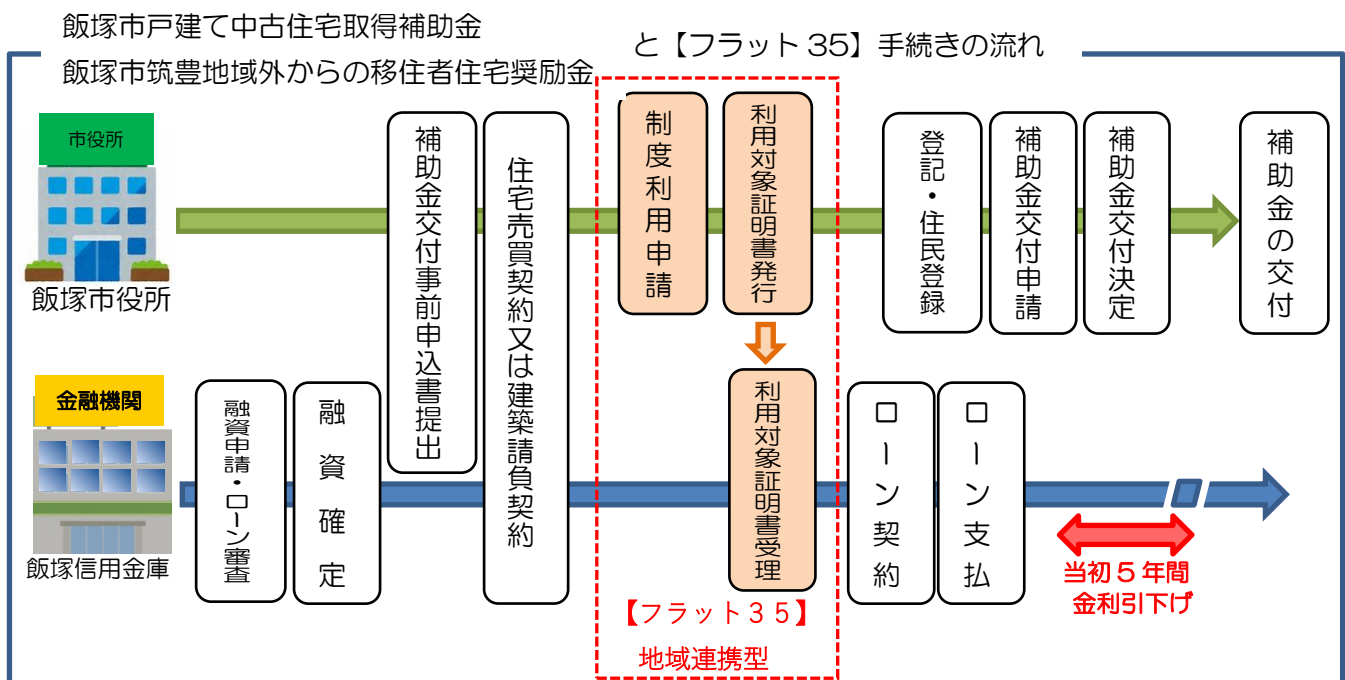 飯塚市戸建て中古住宅取得補助金
飯塚市筑豊地域外からの移住者住宅奨励金
と【フラット 35】手続きの流れ
市役所
飯塚市役所
補助金交付事前申込書提出
住宅売買契約又は建築請負契約
制度利用申請
利用対象証明書発行
登記・住民登録
補助金交付申請
補助金交付決定
補助金の交付
金融機関
飯塚信用金庫
融資申請・ローン審査
融資確定
利用対象証明書受理
ローン契約
ローン支払
当初5年間
金利引下げ
【フラット35】
地域連携型